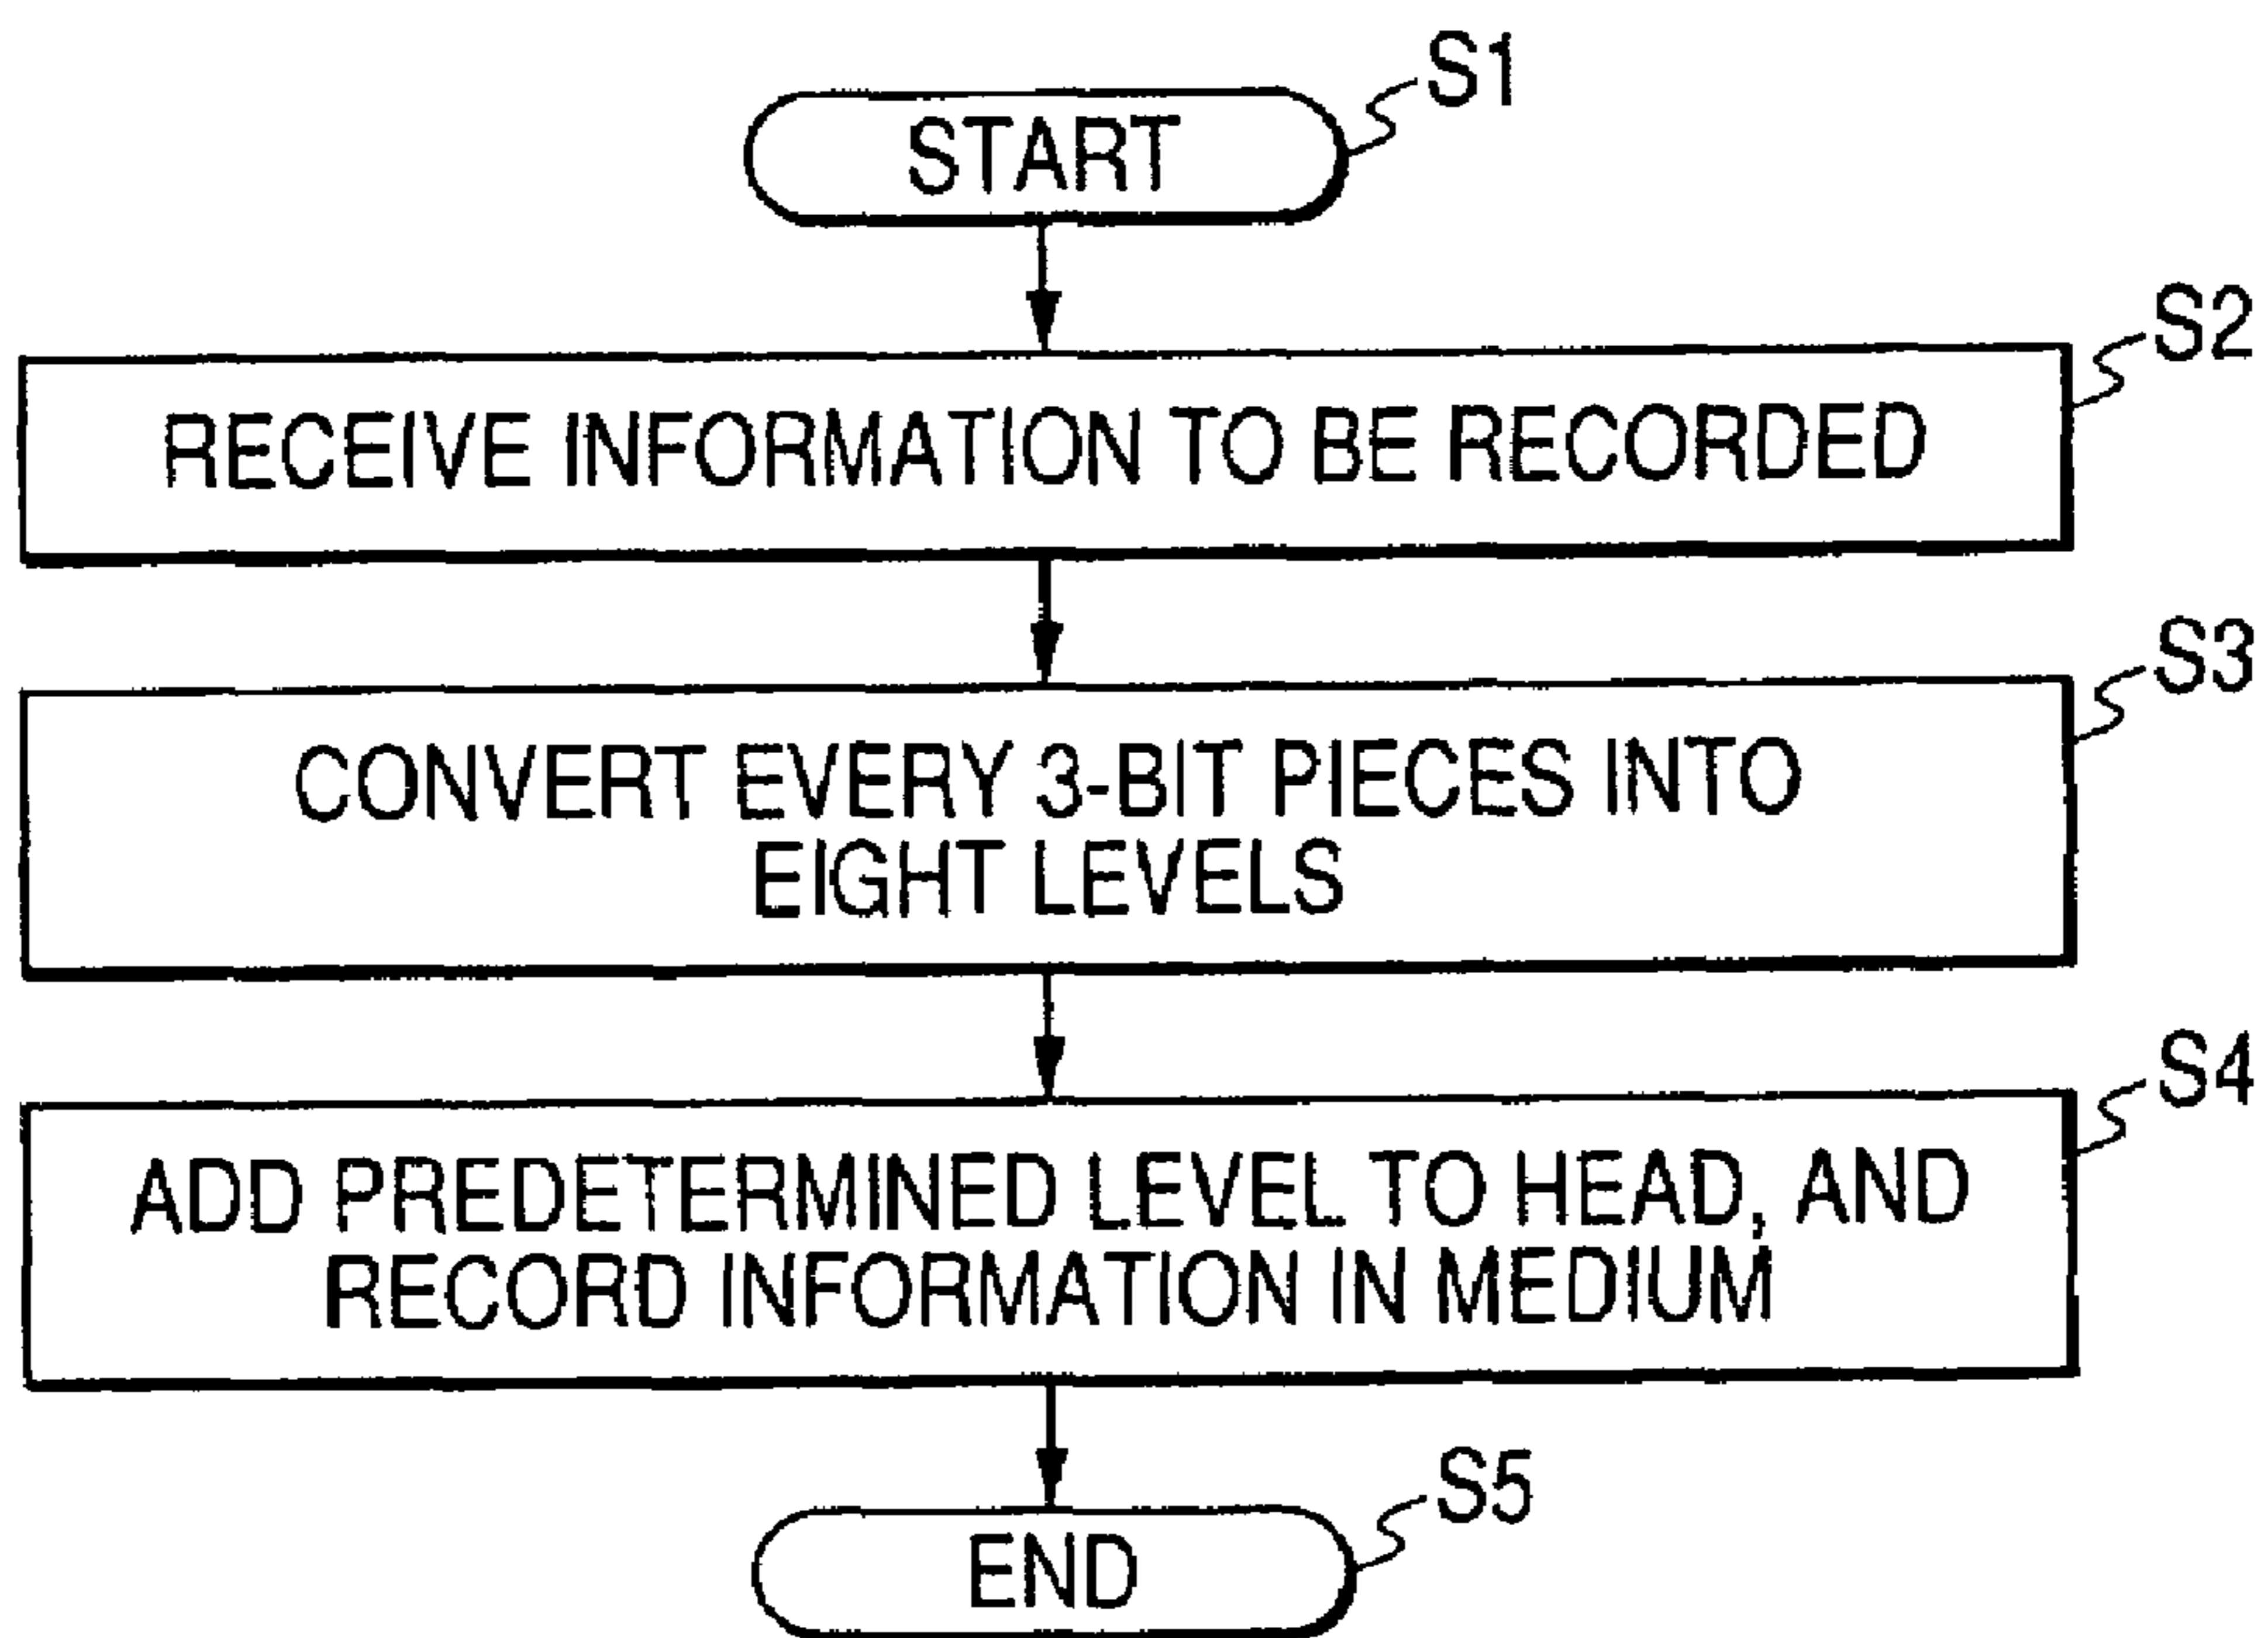 S1
START
S2
RECEIVE INFORMATION TO BE RECORDED
S3
CONVERT EVERY 3-BIT PIECES INTO
EIGHT LEVELS
S4
ADD PREDETERMINED LEVEL TO HEAD, AND
RECORD INFORMATION IN MEDIUM
S5
END